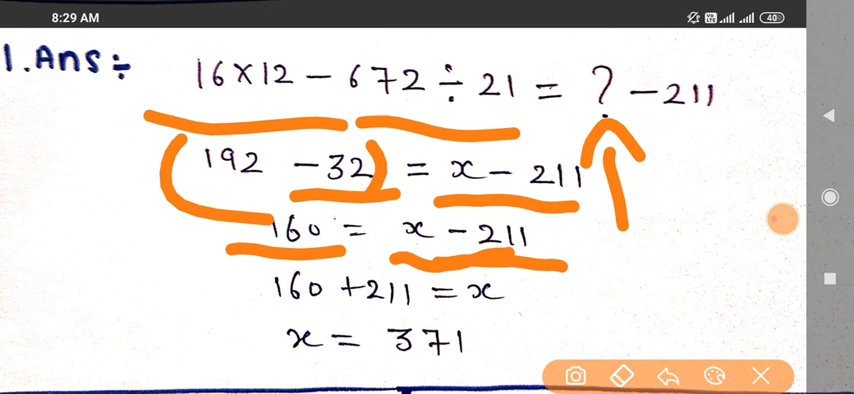 8:29 AM
40
1. Ans ÷
16 × 12 − 672 ÷ 21 = ? − 211
192 − 32 = x − 211
160 = x − 211
160 + 211 = x
x = 371